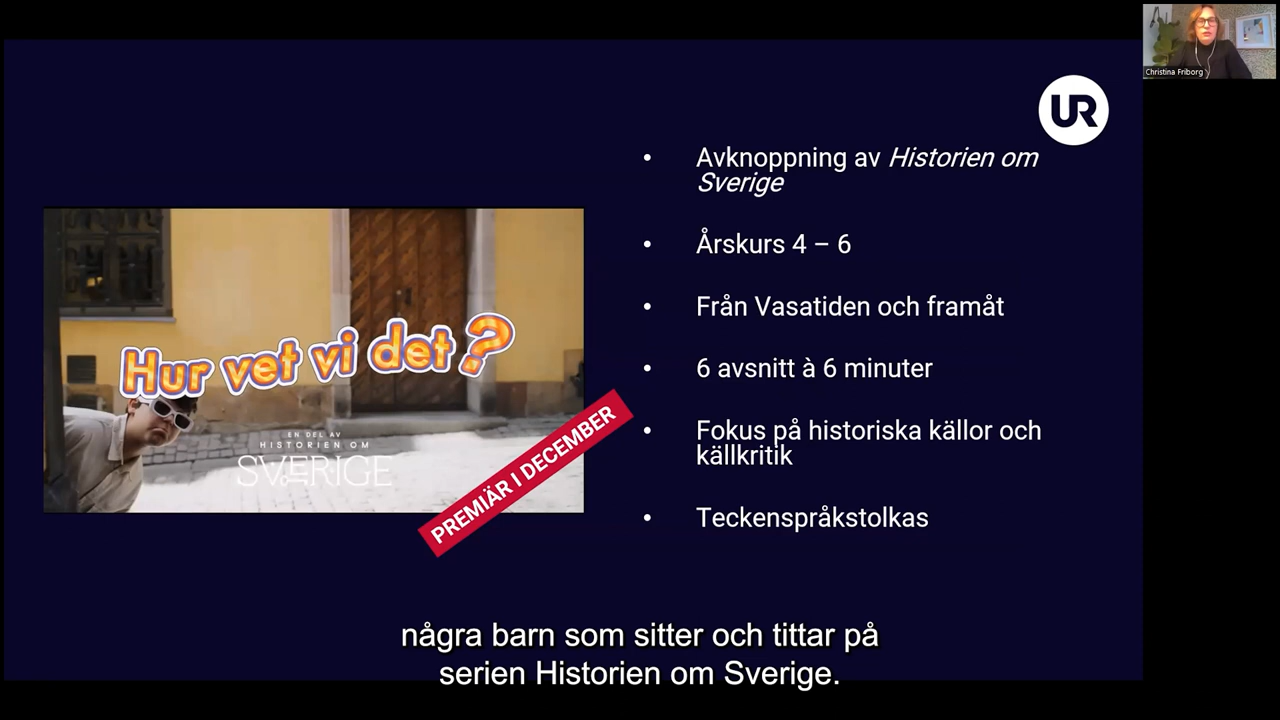 Christina Friborg
UR
Avknoppning av Historien om
Sverige
Årskurs 4 – 6
Från Vasatiden och framåt
6 avsnitt à 6 minuter
Fokus på historiska källor och
källkritik
Teckenspråkstolkas
Hur vet vi det?
EN DEL AV
HISTORIEN OM
SVERIGE
PREMIÄR I DECEMBER
några barn som sitter och tittar på
serien Historien om Sverige.